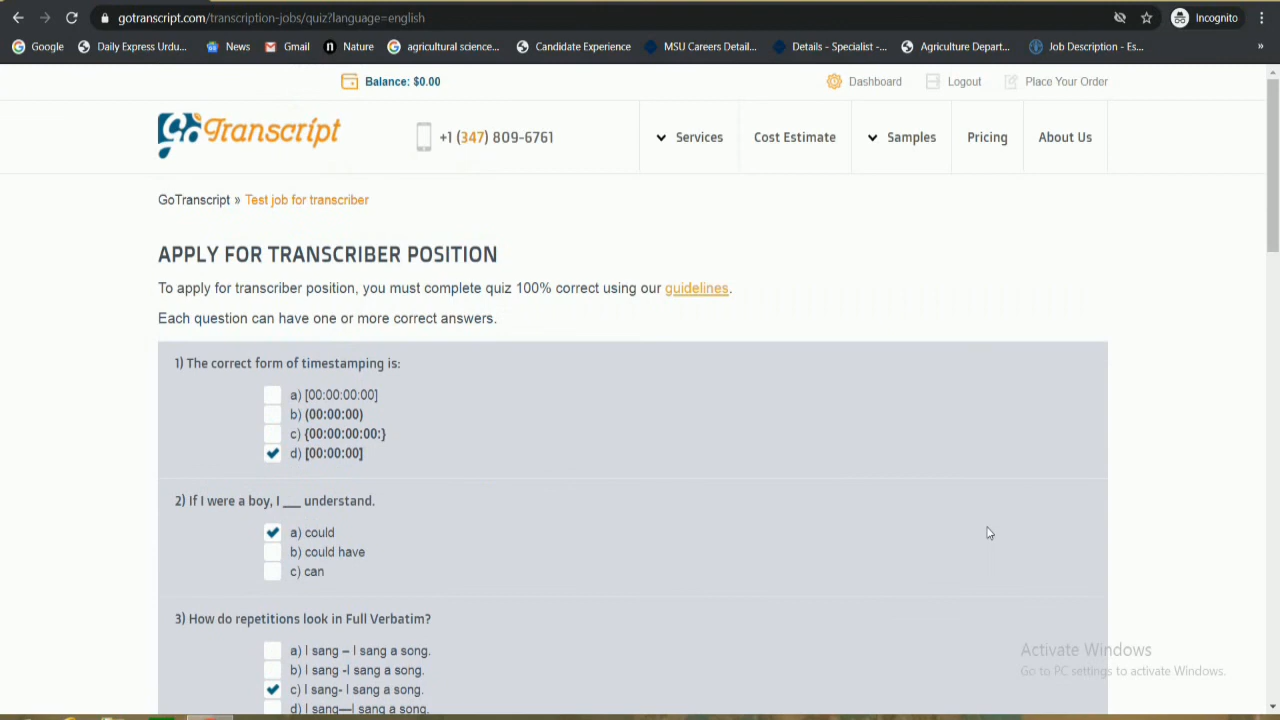 gotranscript.com/transcription-jobs/quiz?language=english
Incognito
Google
Daily Express Urdu...
News
Gmail
Nature
agricultural science...
Candidate Experience
MSU Careers Detail...
Details - Specialist -...
Agriculture Depart...
Job Description - Es...
»
Balance: $0.00
Dashboard
Logout
Place Your Order
GoTranscript
+1 (347) 809-6761
Services
Cost Estimate
Samples
Pricing
About Us
GoTranscript » Test job for transcriber
APPLY FOR TRANSCRIBER POSITION
To apply for transcriber position, you must complete quiz 100% correct using our guidelines.
Each question can have one or more correct answers.
1) The correct form of timestamping is:
a) [00:00:00:00]
b) (00:00:00)
c) {00:00:00:00:}
d) [00:00:00]
2) If I were a boy, I ___ understand.
a) could
b) could have
c) can
3) How do repetitions look in Full Verbatim?
a) I sang – I sang a song.
b) I sang -I sang a song.
c) I sang- I sang a song.
d) I sang—I sang a song.
Activate Windows
Go to PC settings to activate Windows.